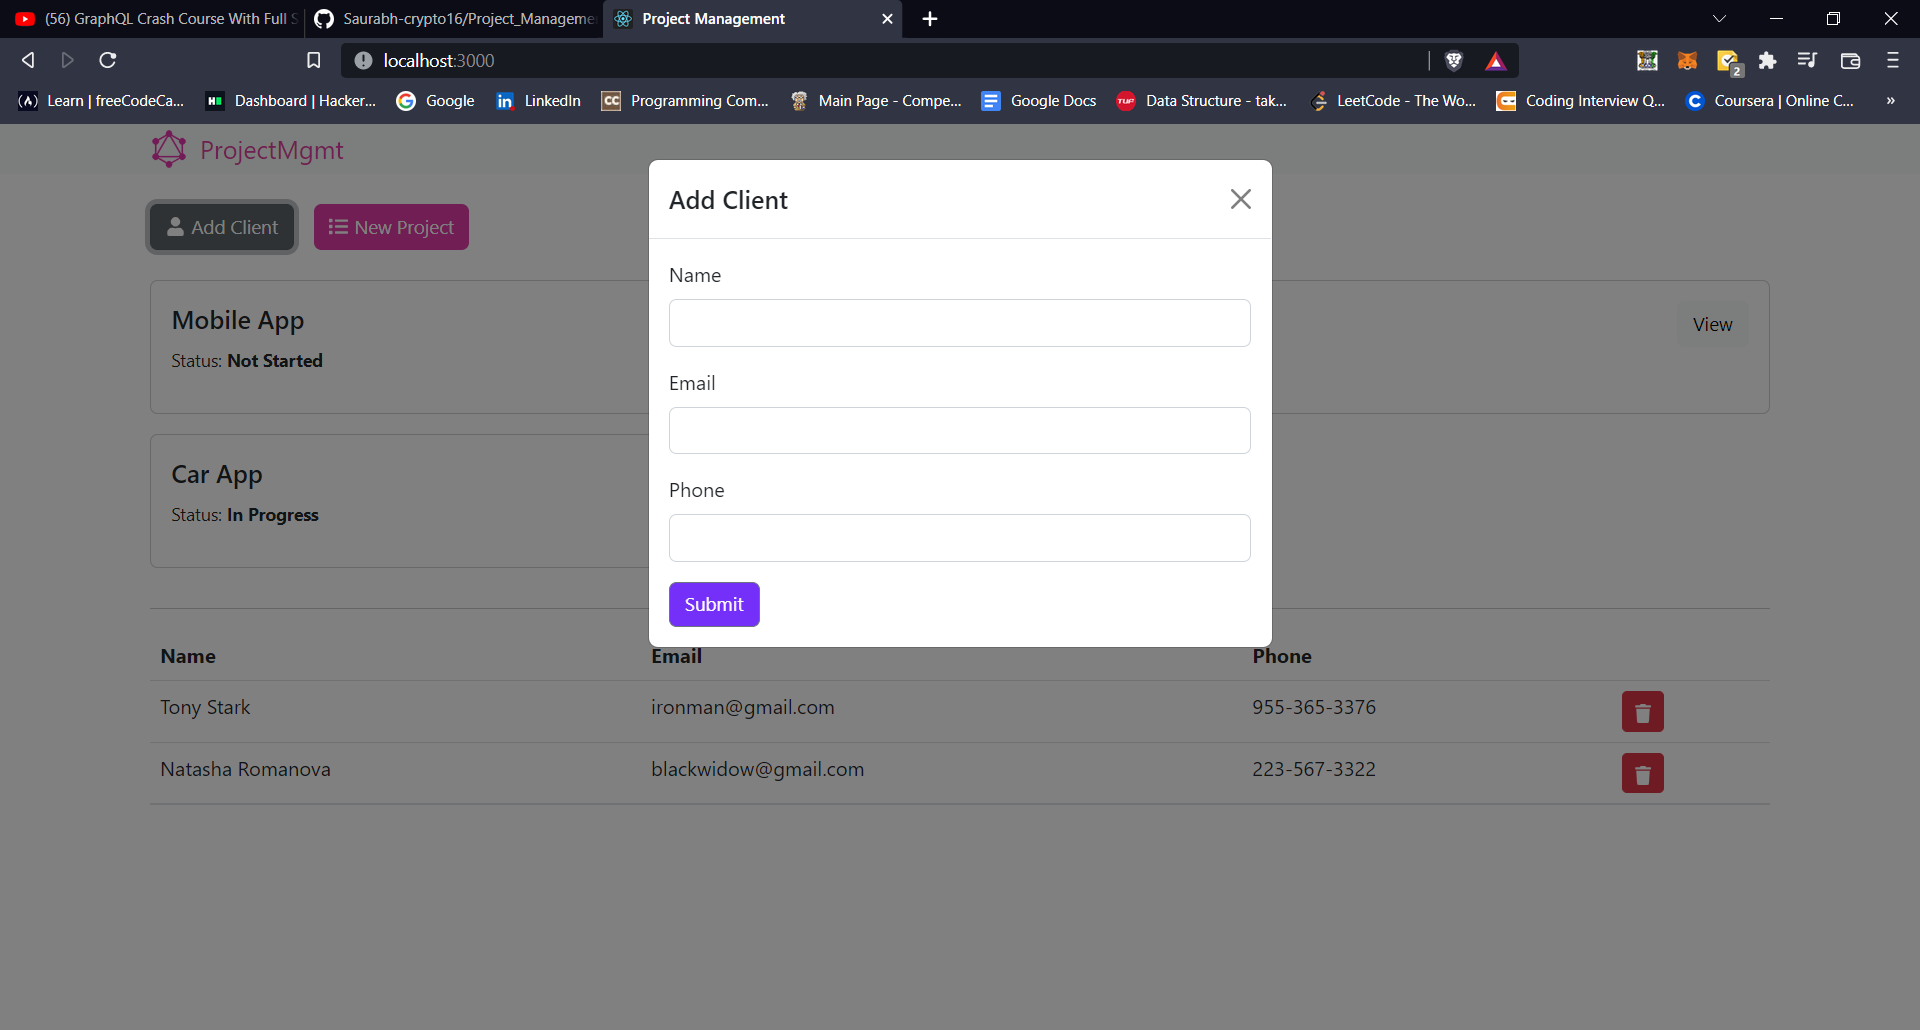 (56) GraphQL Crash Course With Full S
Saurabh-crypto16/Project_Manageme
Project Management
localhost:3000
2
Learn | freeCodeCa...
Dashboard | Hacker...
Google
LinkedIn
Programming Com...
Main Page - Compe...
Google Docs
Data Structure - tak...
LeetCode - The Wo...
Coding Interview Q...
Coursera | Online C...
»
ProjectMgmt
Add Client
New Project
Mobile App
Status: Not Started
View
Car App
Status: In Progress
Add Client
Name
Email
Phone
Submit
Name Email Phone
Tony Stark ironman@gmail.com 955-365-3376
Natasha Romanova blackwidow@gmail.com 223-567-3322